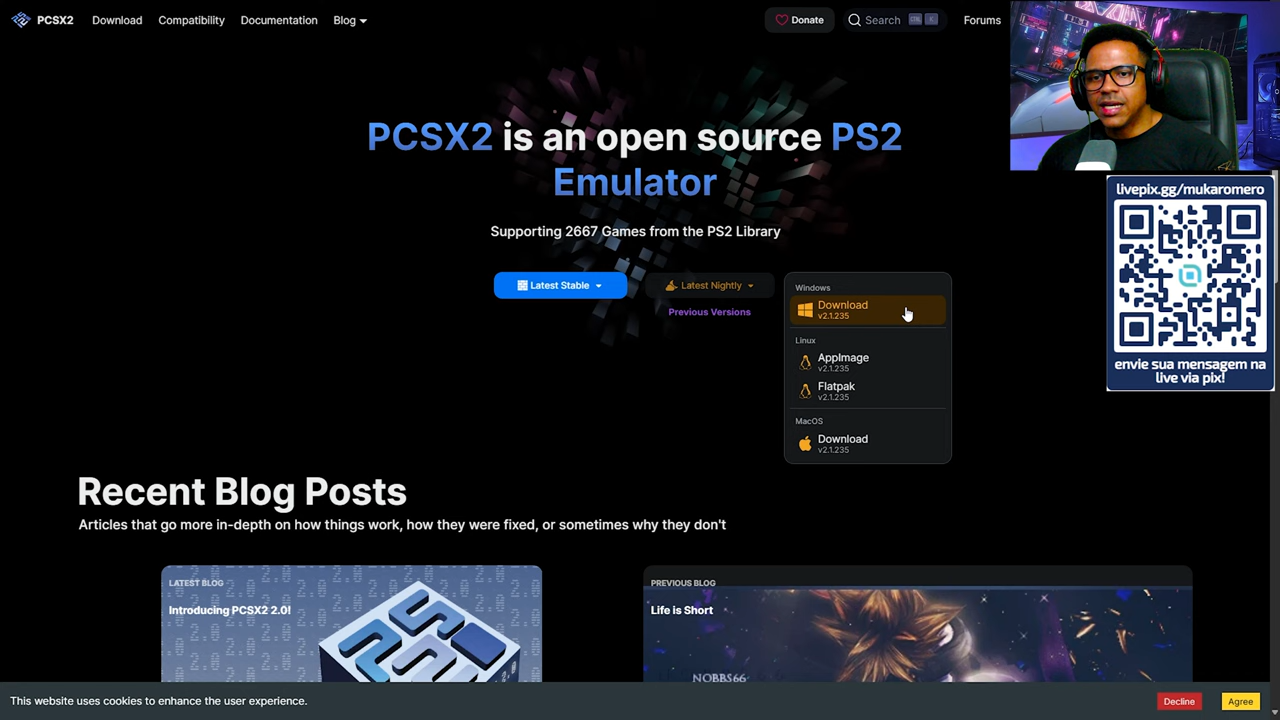 PCSX2
Download
Compatibility
Documentation
Blog
Donate
Search
K
Forums
PCSX2 is an open source PS2
Emulator
Supporting 2667 Games from the PS2 Library
Latest Stable
Latest Nightly
Previous Versions
Windows
Download
v2.1.235
Linux
AppImage
v2.1.235
Flatpak
v2.1.235
MacOS
Download
v2.1.235
livepix.gg/mukaromero
envie sua mensagem na
live via pix!
Recent Blog Posts
Articles that go more in-depth on how things work, how they were fixed, or sometimes why they don't
LATEST BLOG
Introducing PCSX2 2.0!
PREVIOUS BLOG
Life is Short
NOBBS66
This website uses cookies to enhance the user experience.
Decline
Agree